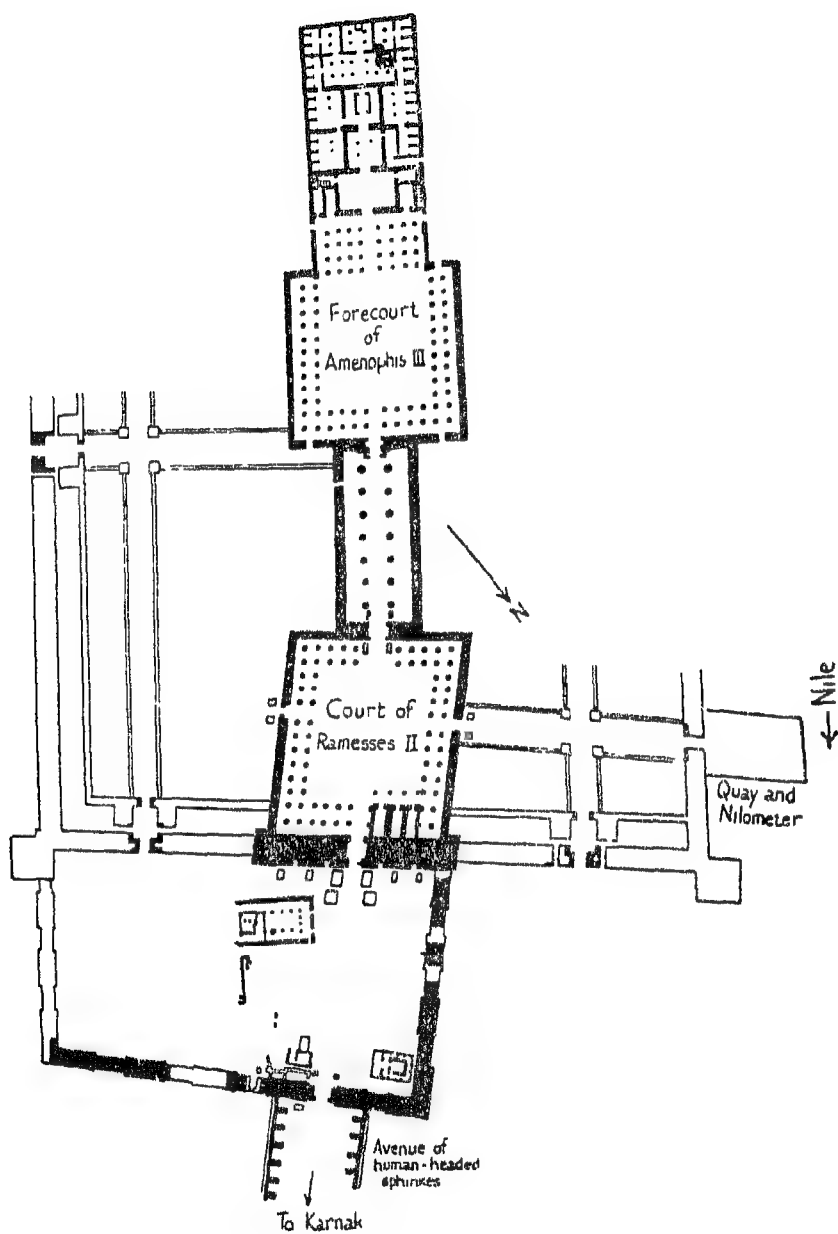 Forecourt
of
Amenophis III
N
Court of
Ramesses II
← Nile
Quay and
Nilometer
Avenue of
human-headed
sphinxes
To Karnak